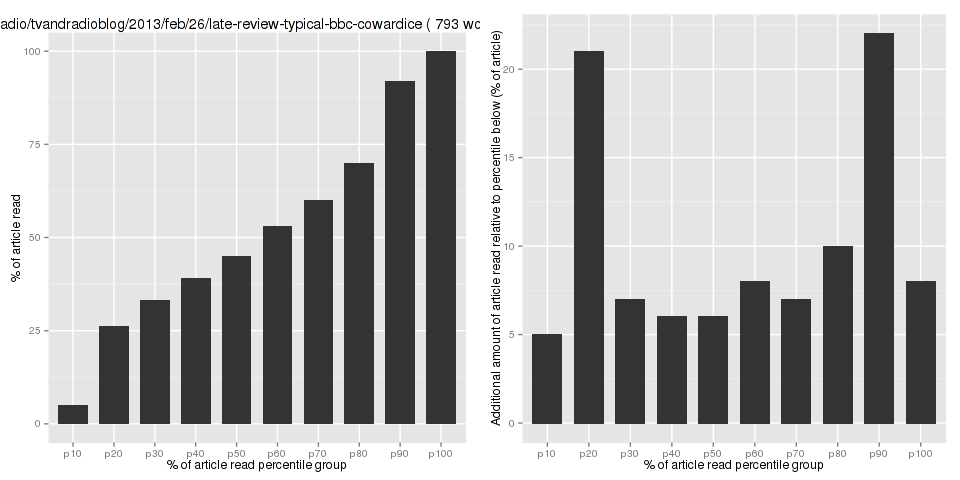 adio/tvandradioblog/2013/feb/26/late-review-typical-bbc-cowardice ( 793 wo
100
75
50
25
0
% of article read
p10 p20 p30 p40 p50 p60 p70 p80 p90 p100
% of article read percentile group
20
15
10
5
0
Additional amount of article read relative to percentile below (% of article)
p10 p20 p30 p40 p50 p60 p70 p80 p90 p100
% of article read percentile group